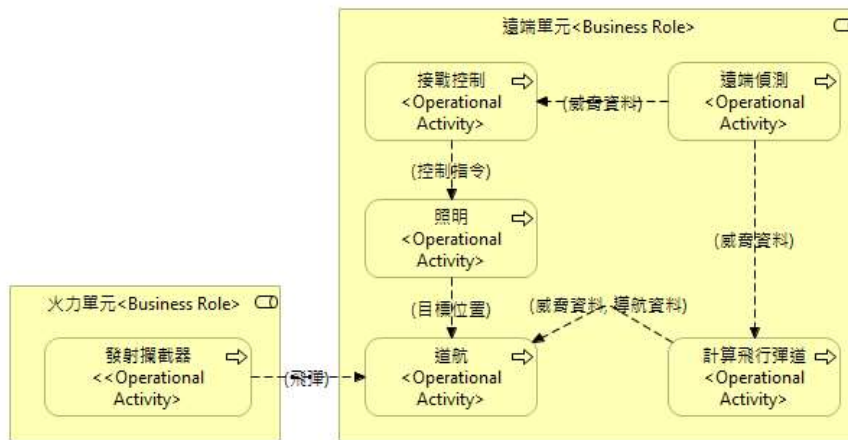 遠端單元<Business Role>
接戰控制
<Operational
Activity>
遠端偵測
<Operational
Activity>
(威脅資料)
(控制指令)
照明
<Operational
Activity>
(威脅資料)
(目標位置)
(威脅資料, 導航資料)
火力單元<Business Role>
發射攔截器
<<Operational
Activity>
(飛彈)
道航
<Operational
Activity>
計算飛行彈道
<Operational
Activity>